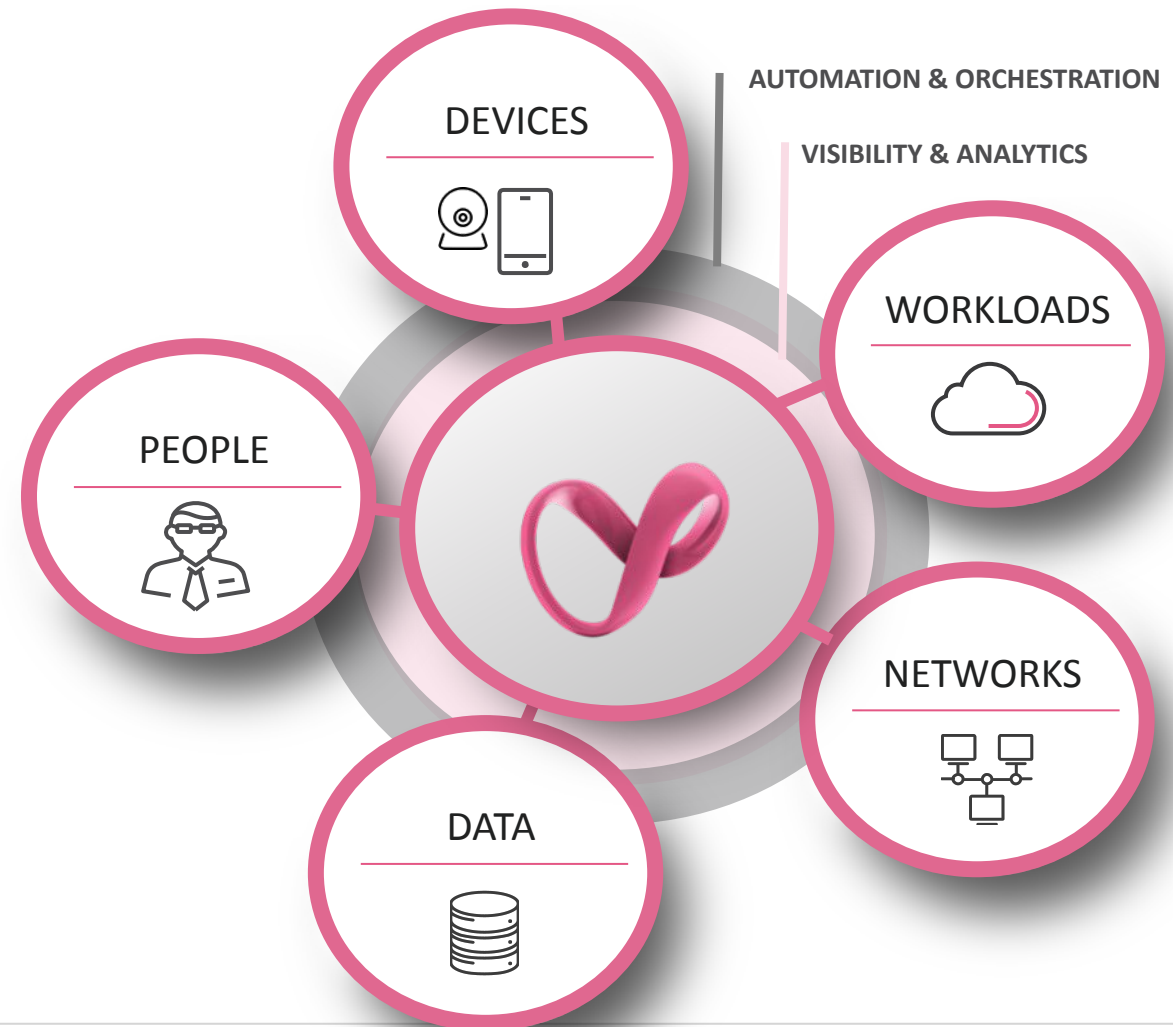 DEVICES
AUTOMATION & ORCHESTRATION
VISIBILITY & ANALYTICS
WORKLOADS
PEOPLE
NETWORKS
DATA